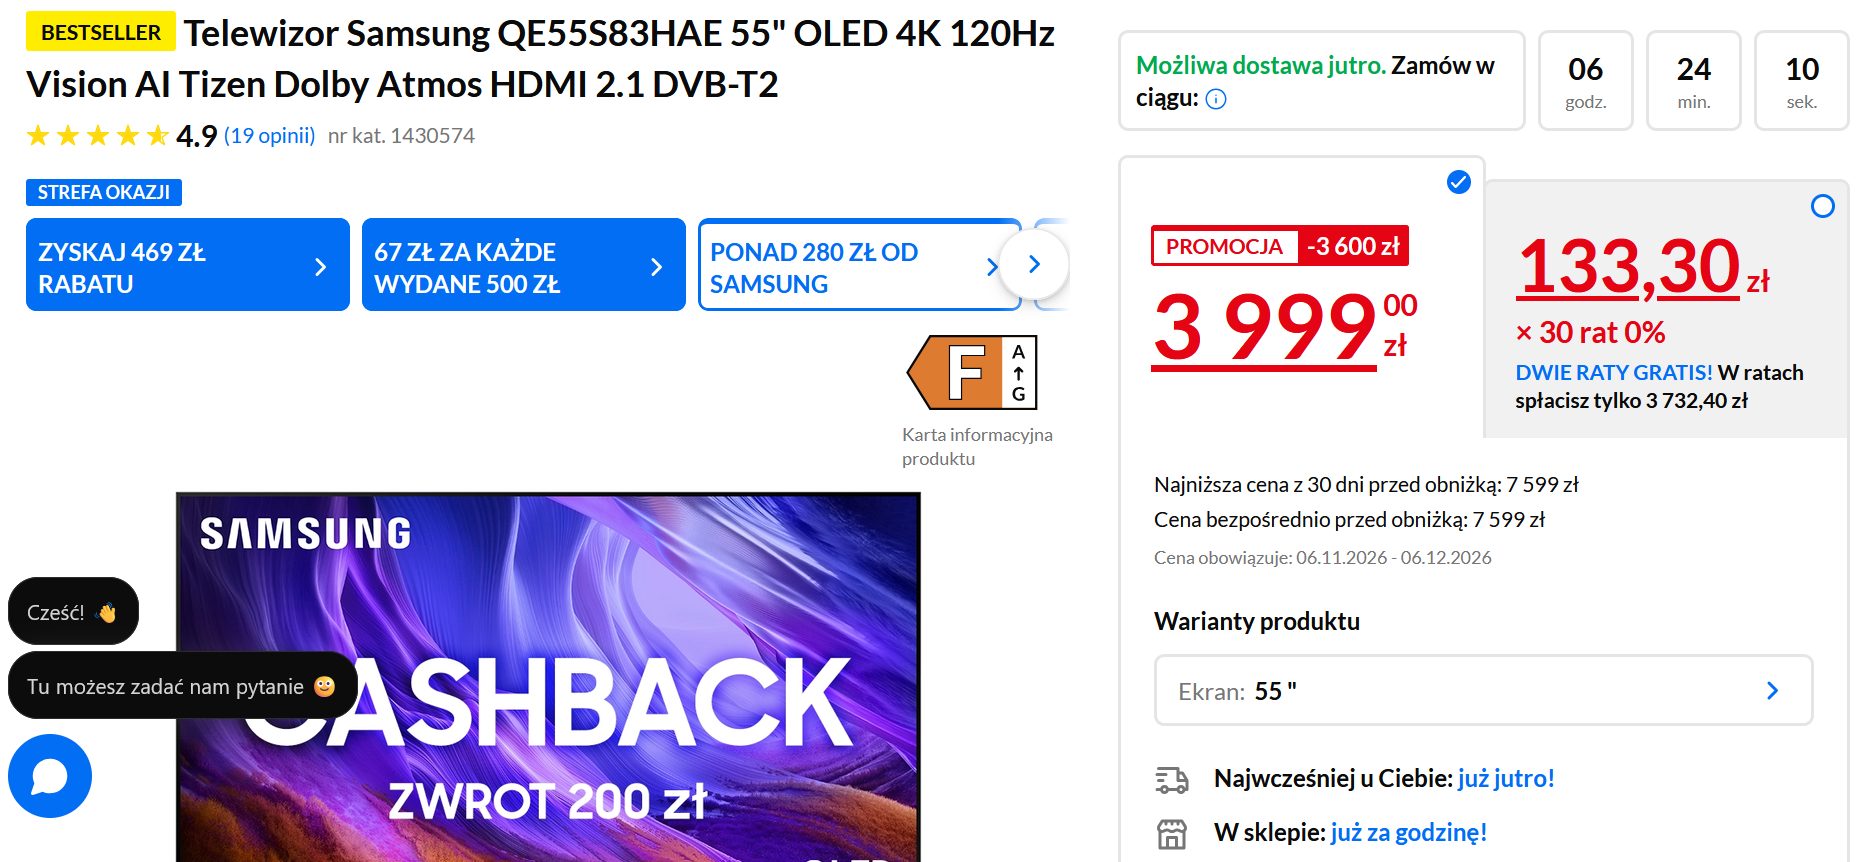 BESTSELLER Telewizor Samsung QE55S83HAE 55" OLED 4K 120Hz
Vision AI Tizen Dolby Atmos HDMI 2.1 DVB-T2
4.9 (19 opinii) nr kat. 1430574
STREFA OKAZJI
ZYSKAJ 469 ZŁ
RABATU
67 ZŁ ZA KAŻDE
WYDANE 500 ZŁ
PONAD 280 ZŁ OD
SAMSUNG
F
A
G
Karta informacyjna
produktu
SAMSUNG
CASHBACK
ZWROT 200 zł
Cześć! 👋
Tu możesz zadać nam pytanie
Możliwa dostawa jutro. Zamów w
ciągu:
06
godz.
24
min.
10
sek.
PROMOCJA -3 600 zł
3 999 00 zł
133,30 zł
× 30 rat 0%
DWIE RATY GRATIS! W ratach
spłacisz tylko 3 732,40 zł
Najniższa cena z 30 dni przed obniżką: 7 599 zł
Cena bezpośrednio przed obniżką: 7 599 zł
Cena obowiązuje: 06.11.2026 - 06.12.2026
Warianty produktu
Ekran: 55 "
Najwcześniej u Ciebie: już jutro!
W sklepie: już za godzinę!